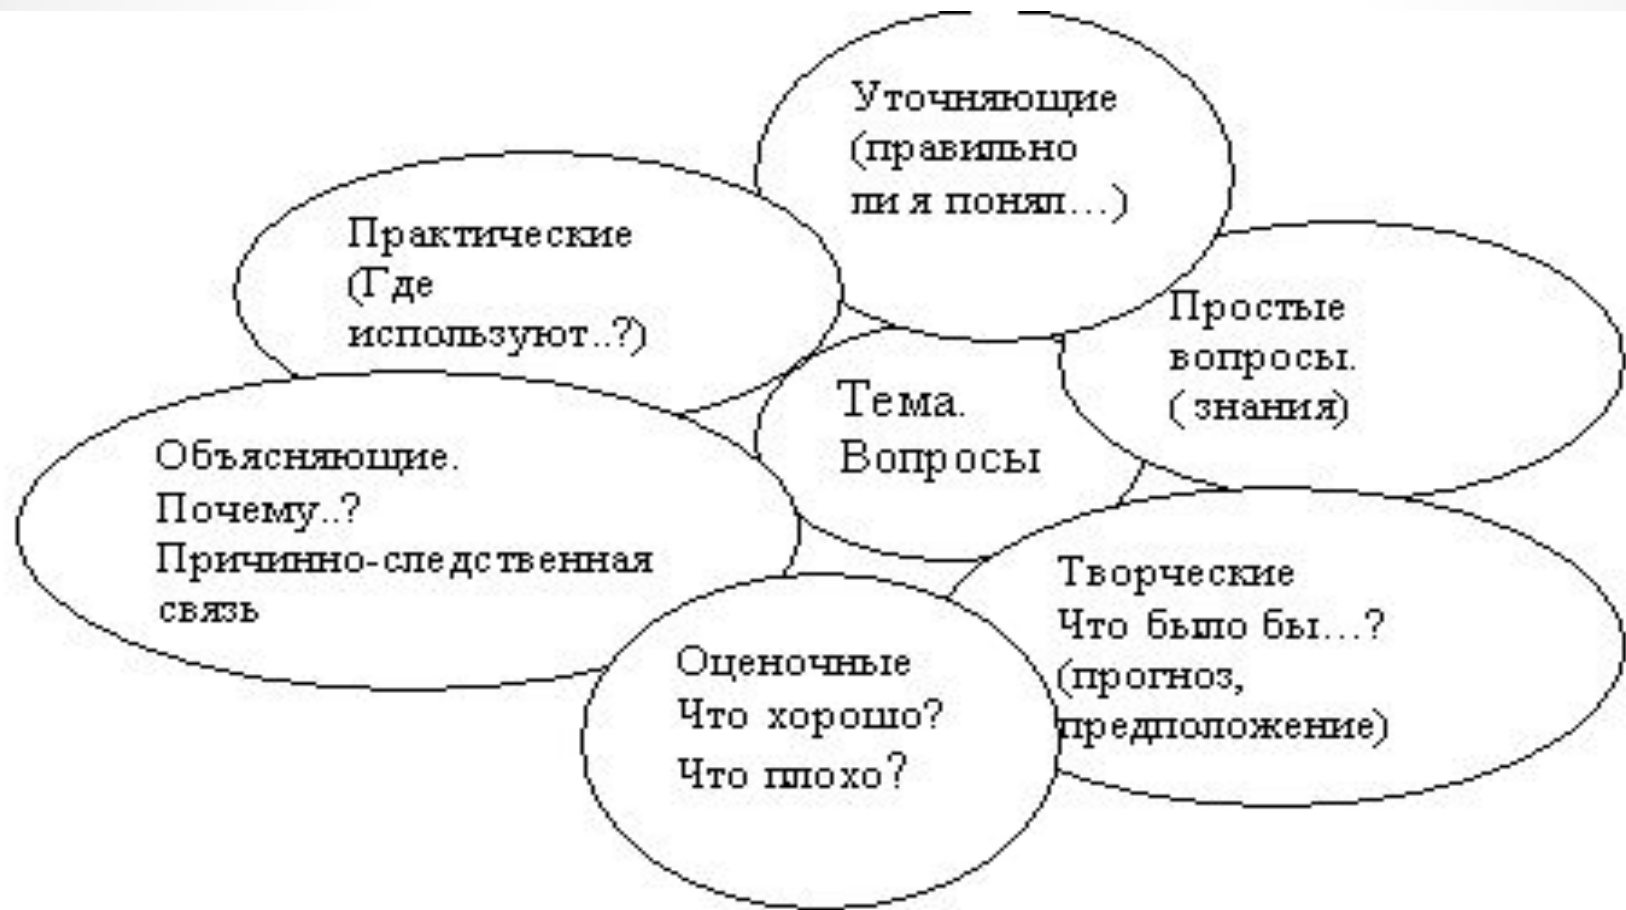 Уточняющие
(правильно
ли я понял...)
Практические
(Где
используют..?)
Простые
вопросы.
( знания)
Тема.
Вопросы
Объясняющие.
Почему..?
Причинно-следственная
связь
Творческие
Что было бы...?
(прогноз,
предположение)
Оценочные
Что хорошо?
Что плохо?